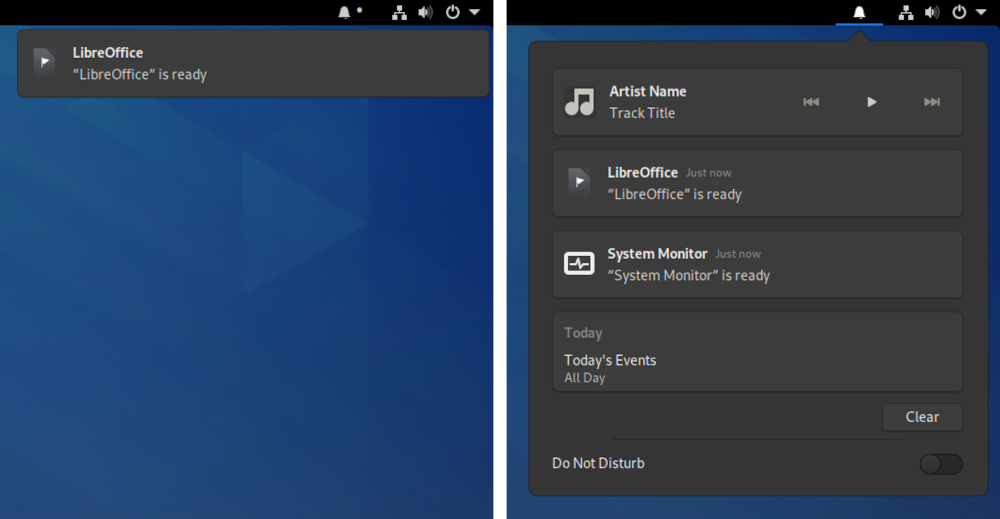 LibreOffice
“LibreOffice” is ready
Artist Name
Track Title
LibreOffice Just now
“LibreOffice” is ready
System Monitor Just now
“System Monitor” is ready
Today
Today's Events
All Day
Clear
Do Not Disturb